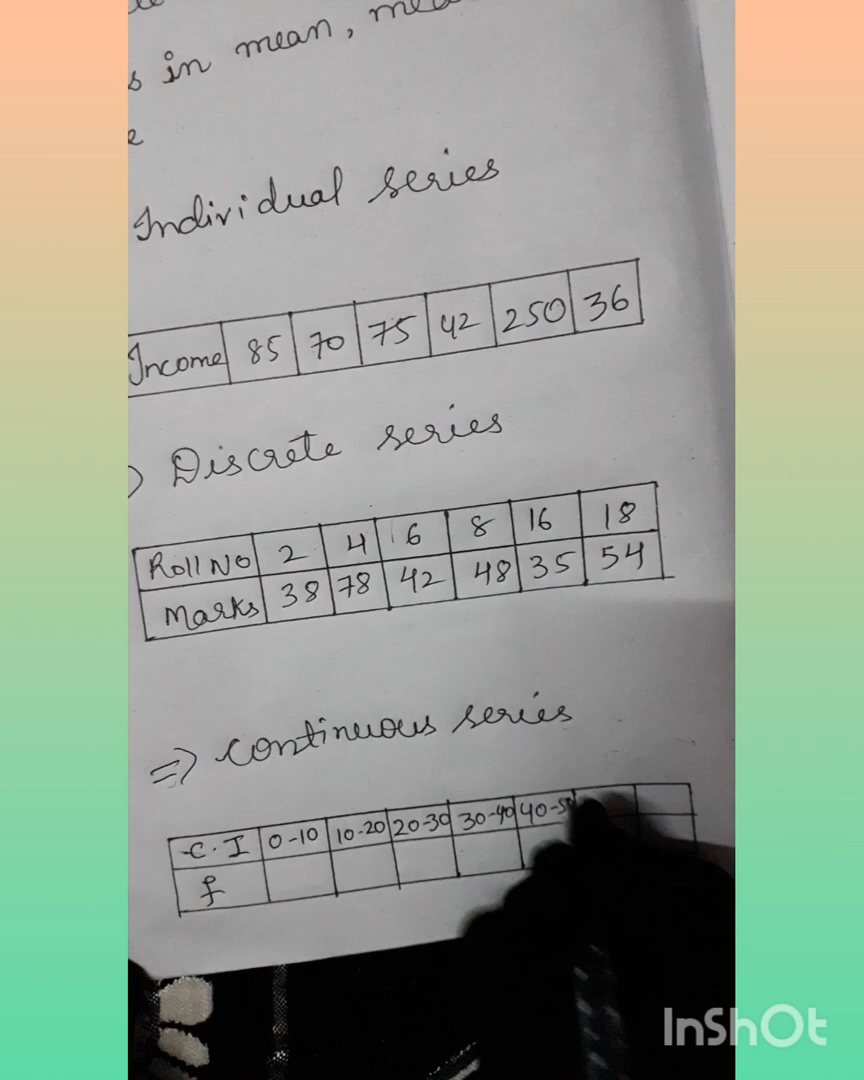 s in mean,
e
Individual series
Income 85 70 75 42 250 36
) Discrete series
Roll No 2 4 6 8 16 18
Marks 38 78 42 48 35 54
=> continuous series
C.I 0-10 10-20 20-30 30-40 40-50
f
InShOt